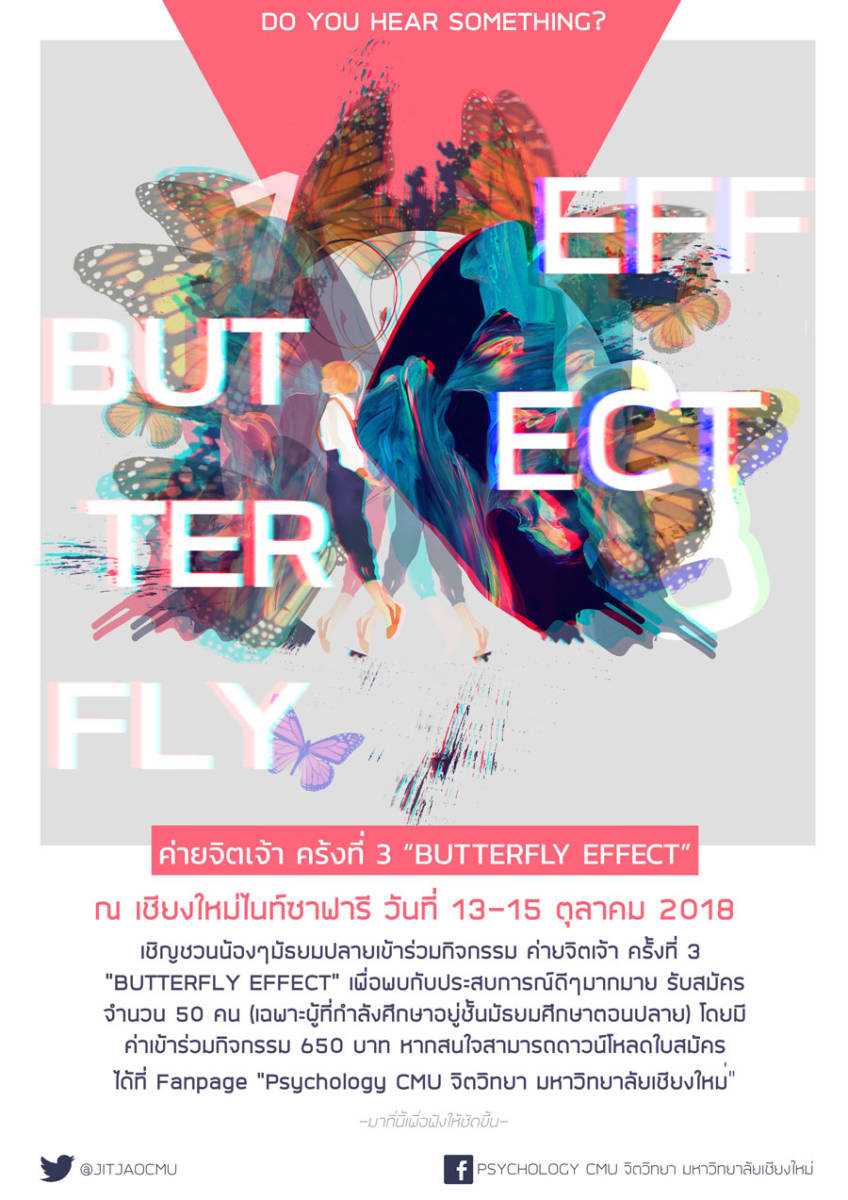 DO YOU HEAR SOMETHING?
EFF
BUT
ECT
TER
FLY
ค่ายจิตเจ้า ครั้งที่ 3 “BUTTERFLY EFFECT”
ณ เชียงใหม่ไนท์ซาฟารี วันที่ 13-15 ตุลาคม 2018
เชิญชวนน้องๆมัธยมปลายเข้าร่วมกิจกรรม ค่ายจิตเจ้า ครั้งที่ 3
"BUTTERFLY EFFECT" เพื่อพบกับประสบการณ์ดีๆมากมาย รับสมัคร
จำนวน 50 คน (เฉพาะผู้ที่กำลังศึกษาอยู่ชั้นมัธยมศึกษาตอนปลาย) โดยมี
ค่าเข้าร่วมกิจกรรม 650 บาท หากสนใจสามารถดาวน์โหลดใบสมัคร
ได้ที่ Fanpage "Psychology CMU จิตวิทยา มหาวิทยาลัยเชียงใหม่"
-มาที่นี้เพื่อฟังให้ชัดขึ้น-
@JITJAOCMU
PSYCHOLOGY CMU จิตวิทยา มหาวิทยาลัยเชียงใหม่